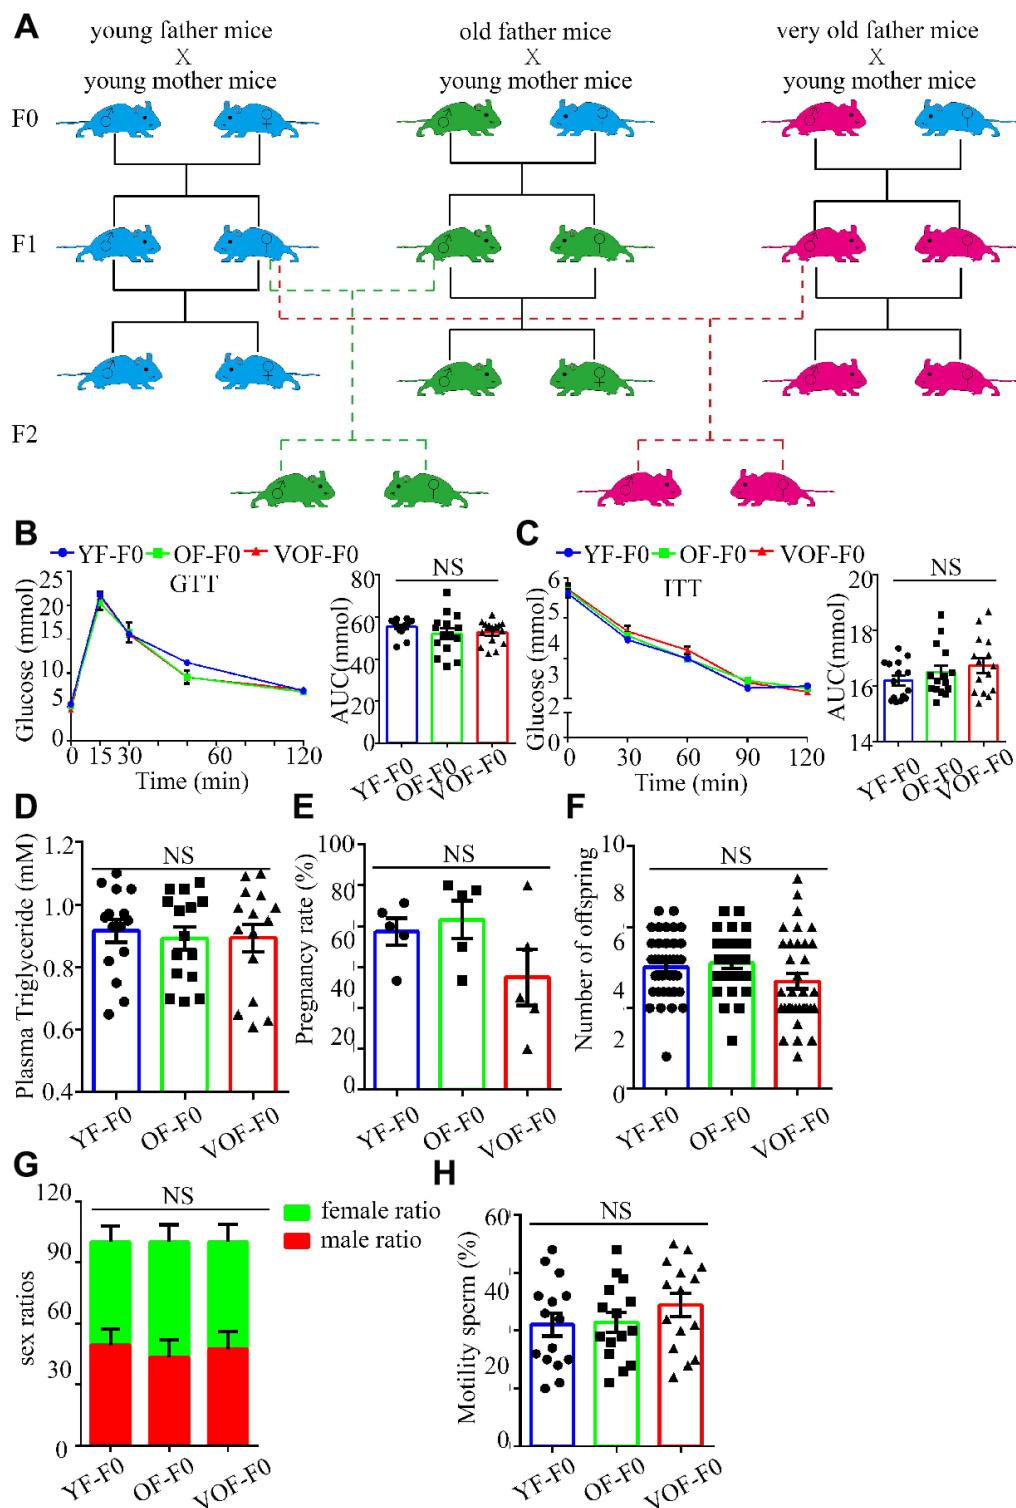 A
young father mice
X
young mother mice
old father mice
X
young mother mice
very old father mice
X
young mother mice
F0
♂ ♀ ♂ ♀ ♂ ♀
F1
♂ ♀ ♂ ♀ ♂ ♀
♂ ♀ ♂ ♀ ♂ ♀
F2
♂ ♀ ♂ ♀
B
YF-F0 OF-F0 VOF-F0
GTT
Glucose (mmol)
25
20
15
10
5
0
0 15 30 60 120
Time (min)
NS
AUC(mmol)
80
60
40
20
0
YF-F0
OF-F0
VOF-F0
C
YF-F0 OF-F0 VOF-F0
ITT
Glucose (mmol)
6
5
4
3
2
0
0 30 60 90 120
Time (min)
NS
AUC(mmol)
20
18
16
14
YF-F0
OF-F0
VOF-F0
D
NS
Plasma Triglyceride (mM)
1.2
1.0
0.8
0.6
0.4
YF-F0
OF-F0
VOF-F0
E
NS
Pregnancy rate (%)
100
80
60
40
20
0
YF-F0
OF-F0
VOF-F0
F
NS
Number of offspring
10
8
6
4
2
0
YF-F0
OF-F0
VOF-F0
G
NS
female ratio
male ratio
sex ratios
120
90
60
30
0
YF-F0
OF-F0
VOF-F0
H
NS
Motility sperm (%)
60
40
20
0
YF-F0
OF-F0
VOF-F0